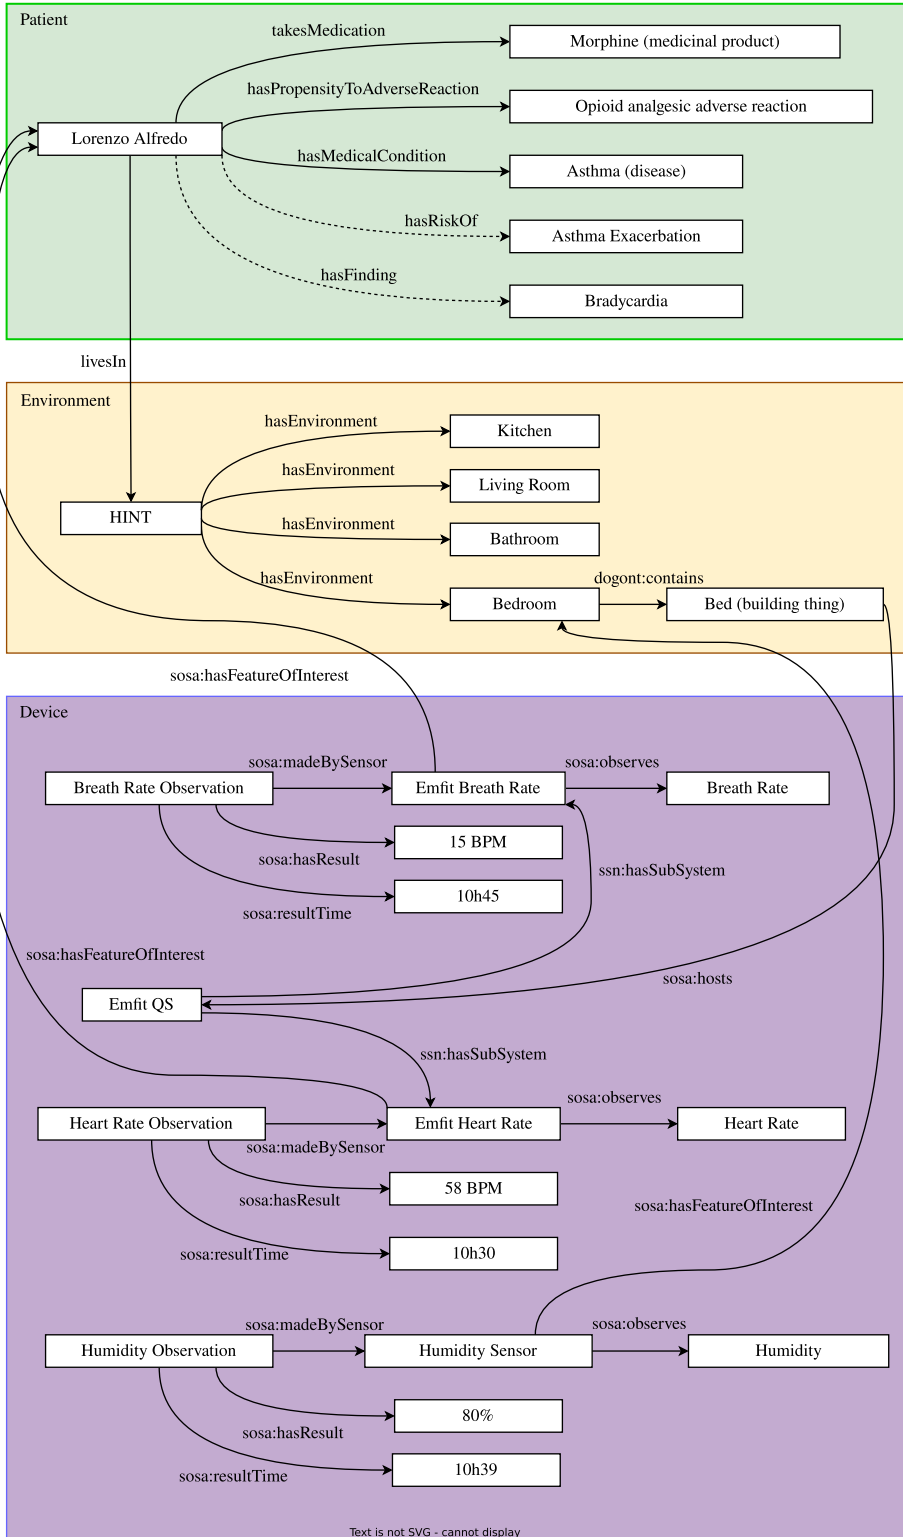 Patient
takesMedication
Morphine (medicinal product)
hasPropensityToAdverseReaction
Opioid analgesic adverse reaction
Lorenzo Alfredo
hasMedicalCondition
Asthma (disease)
hasRiskOf
Asthma Exacerbation
hasFinding
Bradycardia
livesIn
Environment
hasEnvironment
Kitchen
hasEnvironment
Living Room
HINT
hasEnvironment
Bathroom
hasEnvironment
dogont:contains
Bedroom
Bed (building thing)
sosa:hasFeatureOfInterest
Device
sosa:madeBySensor
sosa:observes
Breath Rate Observation
Emfit Breath Rate
Breath Rate
15 BPM
sosa:hasResult
ssn:hasSubSystem
10h45
sosa:resultTime
sosa:hasFeatureOfInterest
sosa:hosts
Emfit QS
ssn:hasSubSystem
sosa:observes
Heart Rate Observation
Emfit Heart Rate
Heart Rate
sosa:madeBySensor
58 BPM
sosa:hasResult
sosa:hasFeatureOfInterest
sosa:resultTime
10h30
sosa:madeBySensor
sosa:observes
Humidity Observation
Humidity Sensor
Humidity
80%
sosa:hasResult
10h39
sosa:resultTime
Text is not SVG - cannot display